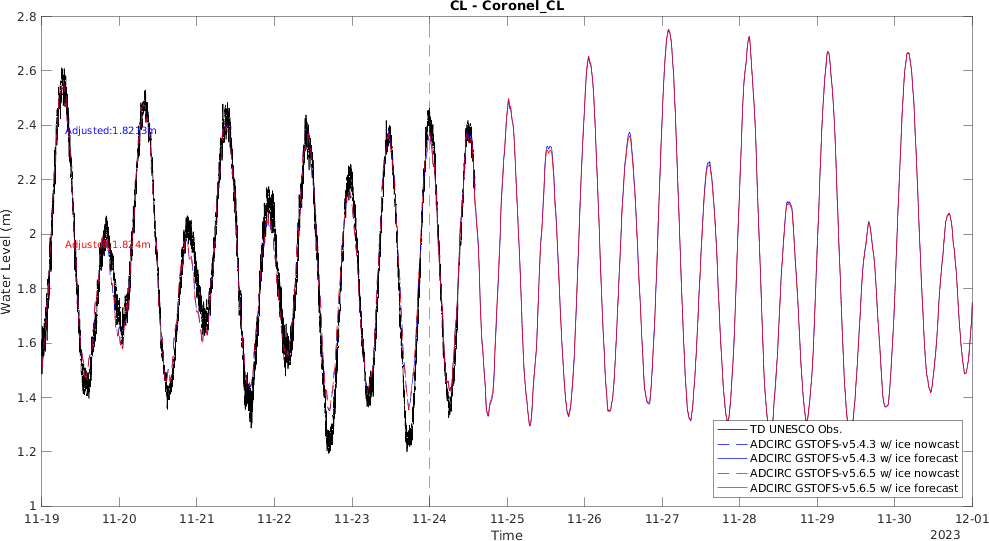 CL - Coronel_CL
2.8
2.6
2.4
2.2
2
1.8
1.6
1.4
1.2
1
Water Level (m)
Adjusted:1.8213m
Adjusted:1.824m
TD UNESCO Obs.
ADCIRC GSTOFS-v5.4.3 w/ ice nowcast
ADCIRC GSTOFS-v5.4.3 w/ ice forecast
ADCIRC GSTOFS-v5.6.5 w/ ice nowcast
ADCIRC GSTOFS-v5.6.5 w/ ice forecast
11-19 11-20 11-21 11-22 11-23 11-24 11-25 11-26 11-27 11-28 11-29 11-30 12-01
Time
2023